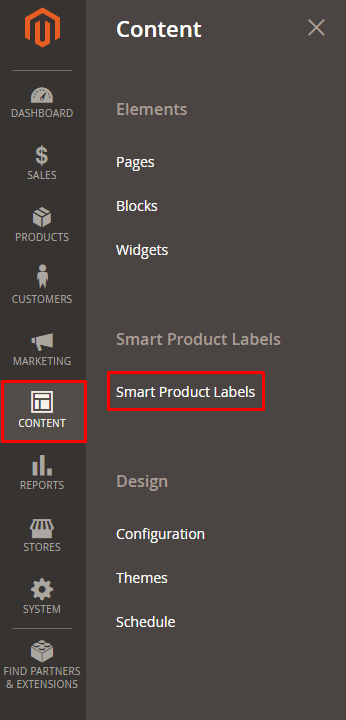 DASHBOARD
SALES
PRODUCTS
CUSTOMERS
MARKETING
CONTENT
REPORTS
STORES
SYSTEM
FIND PARTNERS
& EXTENSIONS
Content
Elements
Pages
Blocks
Widgets
Smart Product Labels
Smart Product Labels
Design
Configuration
Themes
Schedule